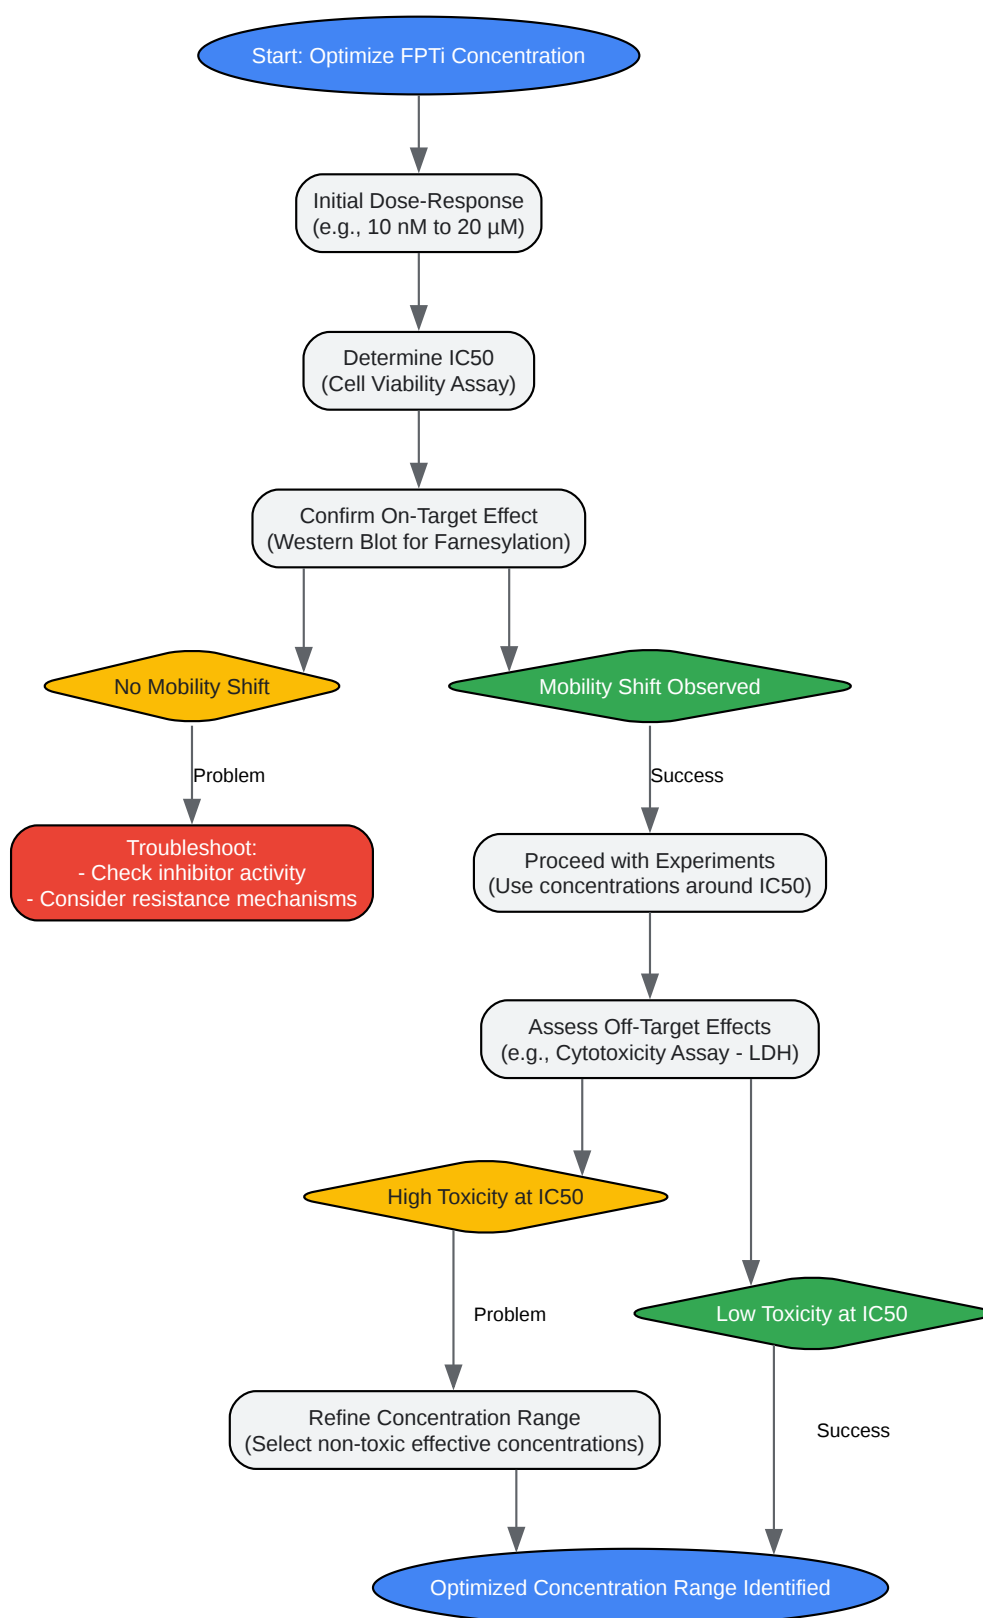 Start: Optimize FPTi Concentration
Initial Dose-Response
(e.g., 10 nM to 20 µM)
Determine IC50
(Cell Viability Assay)
Confirm On-Target Effect
(Western Blot for Farnesylation)
No Mobility Shift
Mobility Shift Observed
Problem
Success
Troubleshoot:
- Check inhibitor activity
- Consider resistance mechanisms
Proceed with Experiments
(Use concentrations around IC50)
Assess Off-Target Effects
(e.g., Cytotoxicity Assay - LDH)
High Toxicity at IC50
Low Toxicity at IC50
Problem
Refine Concentration Range
(Select non-toxic effective concentrations)
Success
Optimized Concentration Range Identified